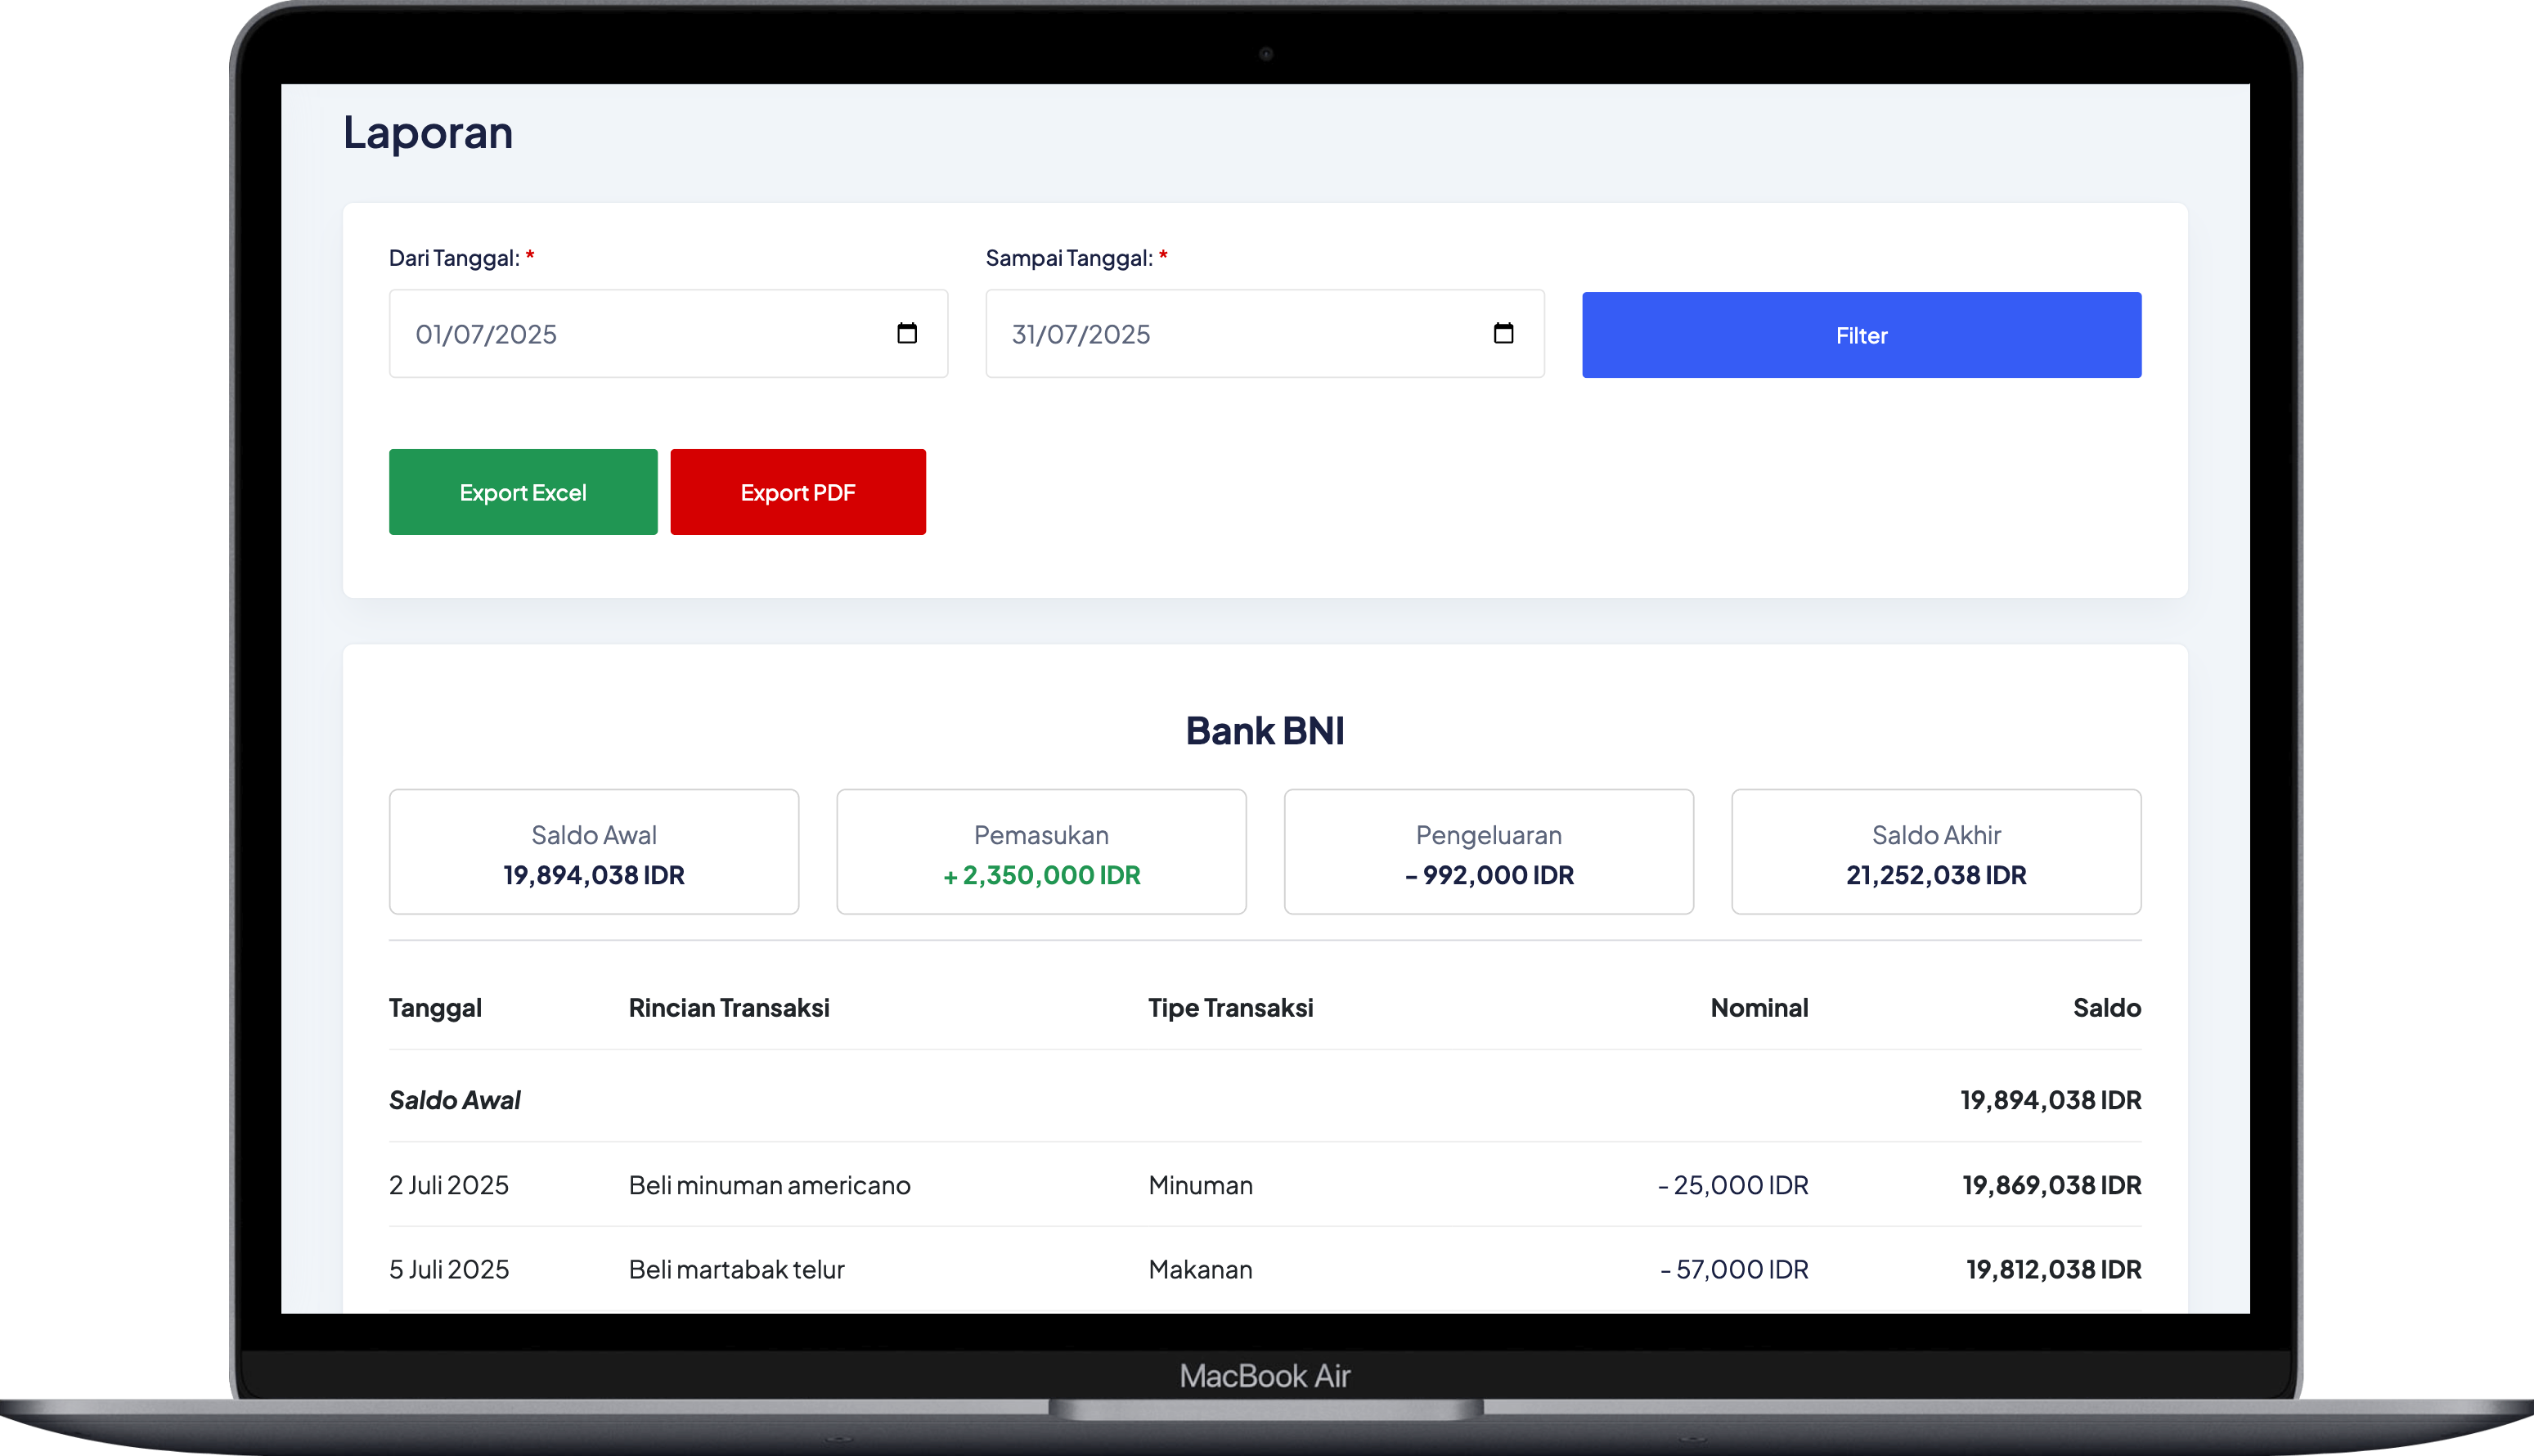 Laporan
Dari Tanggal: * Sampai Tanggal: *
01/07/2025 31/07/2025 Filter
Export Excel Export PDF
Bank BNI
Saldo Awal Pemasukan Pengeluaran Saldo Akhir
19,894,038 IDR + 2,350,000 IDR - 992,000 IDR 21,252,038 IDR
Tanggal Rincian Transaksi Tipe Transaksi Nominal Saldo
Saldo Awal 19,894,038 IDR
2 Juli 2025 Beli minuman americano Minuman - 25,000 IDR 19,869,038 IDR
5 Juli 2025 Beli martabak telur Makanan - 57,000 IDR 19,812,038 IDR
MacBook Air